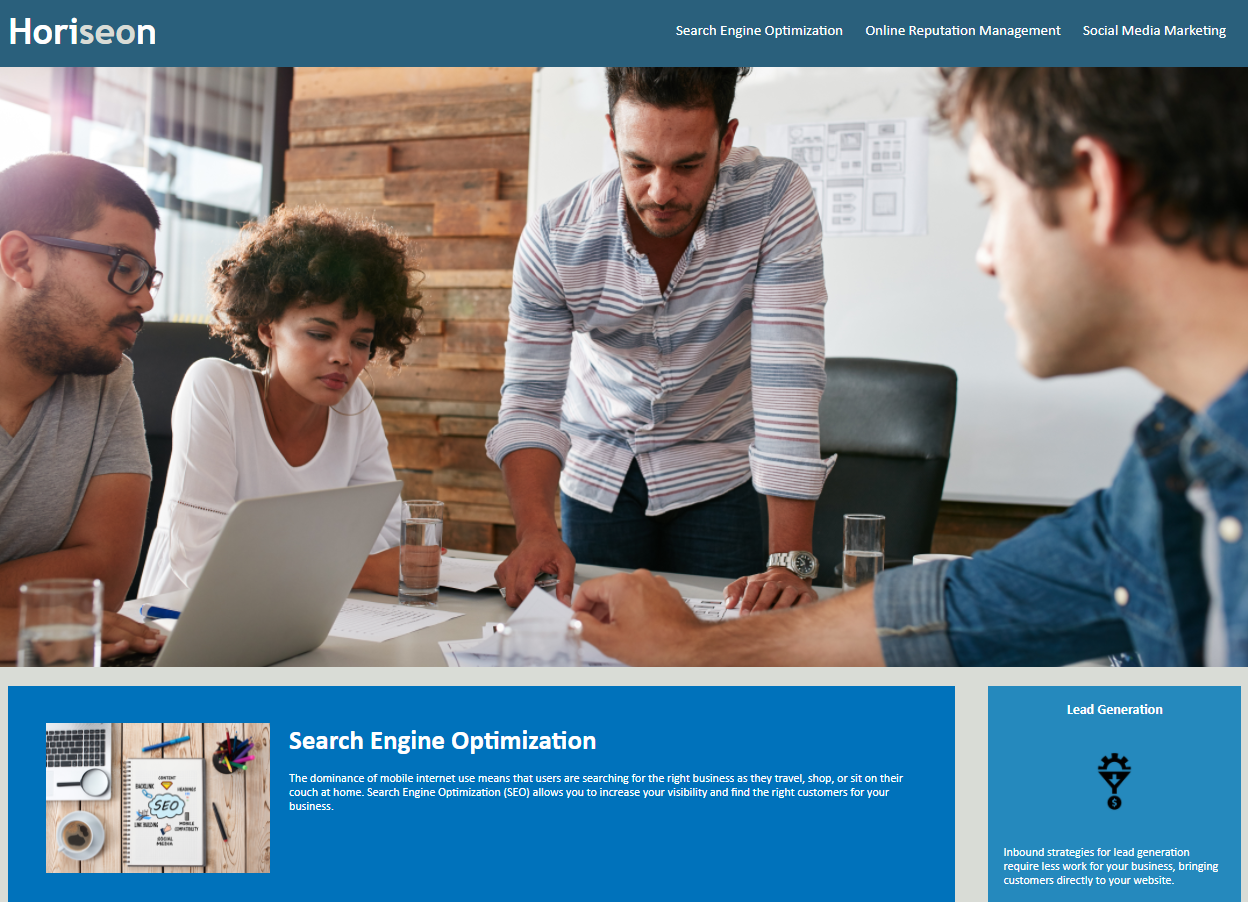 Horiseon
Search Engine Optimization
Online Reputation Management
Social Media Marketing
Search Engine Optimization
The dominance of mobile internet use means that users are searching for the right business as they travel, shop, or sit on their
couch at home. Search Engine Optimization (SEO) allows you to increase your visibility and find the right customers for your
business.
CONTENT
BACKLINK
HEADINGS
SEO
LINK BUILDING
MOBILE
COMPATIBILITY
SOCIAL
MEDIA
Lead Generation
$
Inbound strategies for lead generation
require less work for your business, bringing
customers directly to your website.